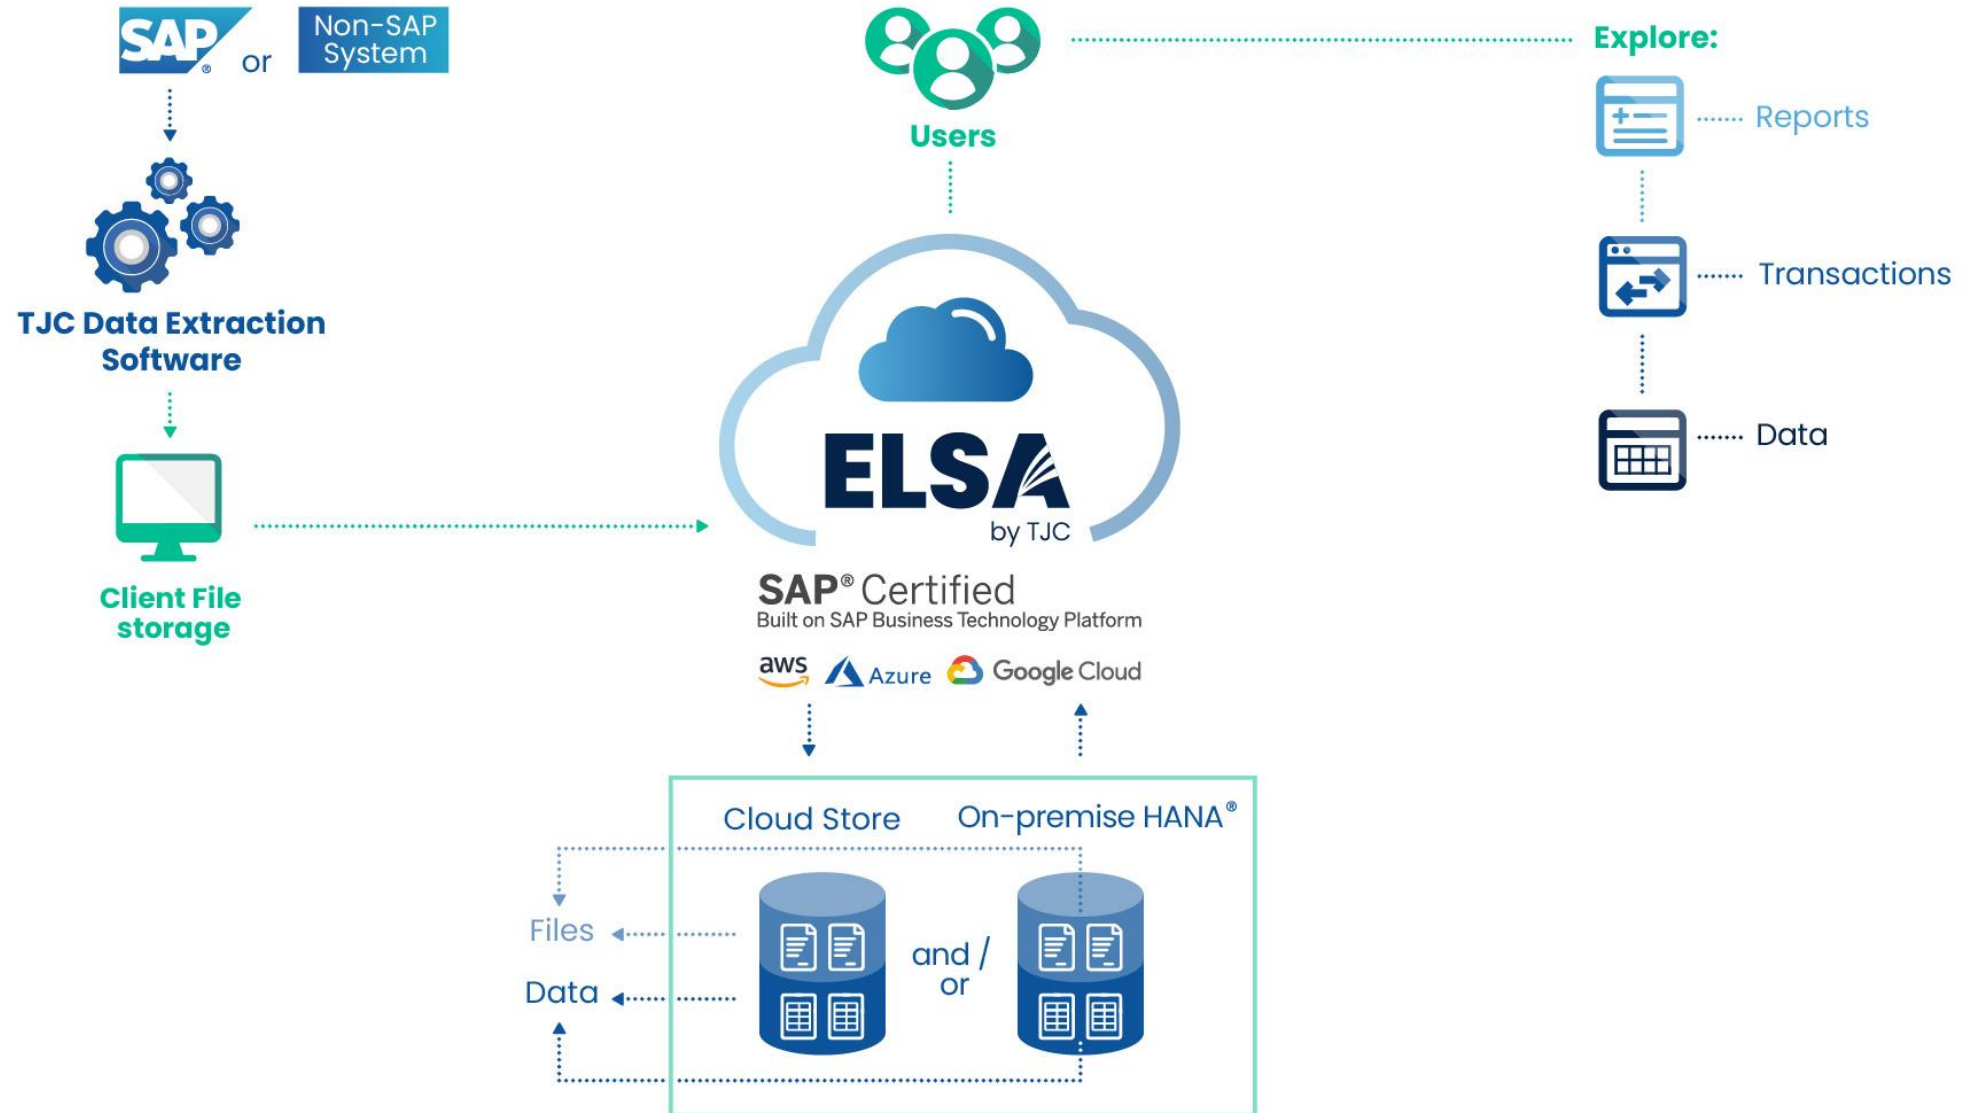 SAP®
or
Non-SAP
System
TJC Data Extraction
Software
Client File
storage
Users
ELSA
by TJC
SAP® Certified
Built on SAP Business Technology Platform
aws Azure Google Cloud
Cloud Store
On-premise HANA®
Files
Data
and /
or
Explore:
Reports
Transactions
Data